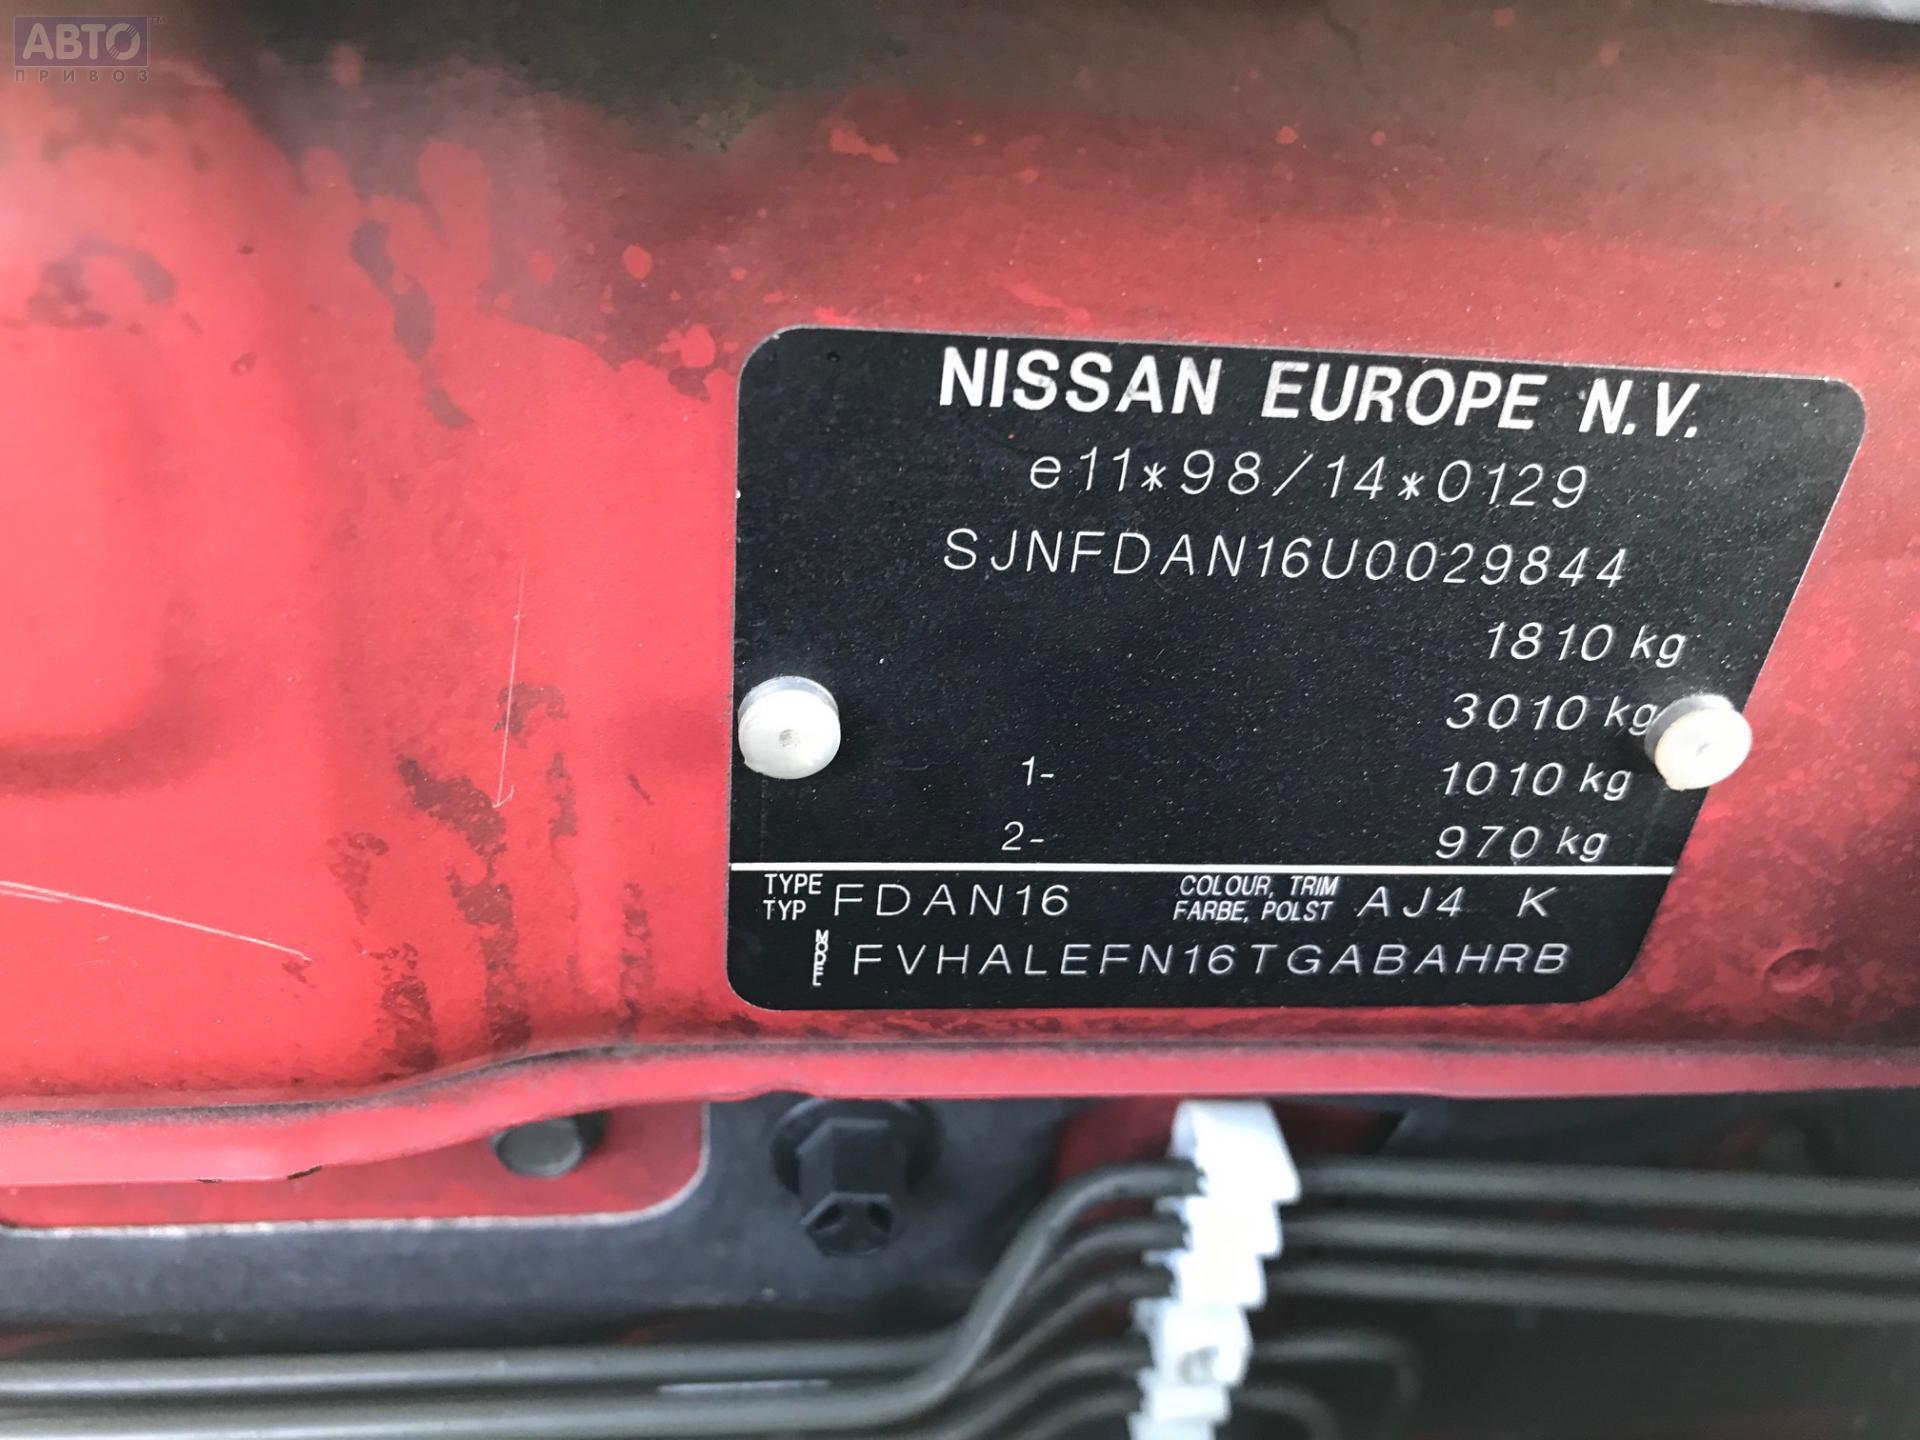 АВТО™
ПРИВОЗ
NISSAN EUROPE N.V.
e11*98/14*0129
SJNFDAN16U0029844
1810 kg
3010 kg
1- 1010 kg
2- 970 kg
TYPE FDAN16 COLOUR, TRIM AJ4 K
TYP FARBE, POLST
MODEL FVHALEFN16TGABAHRB